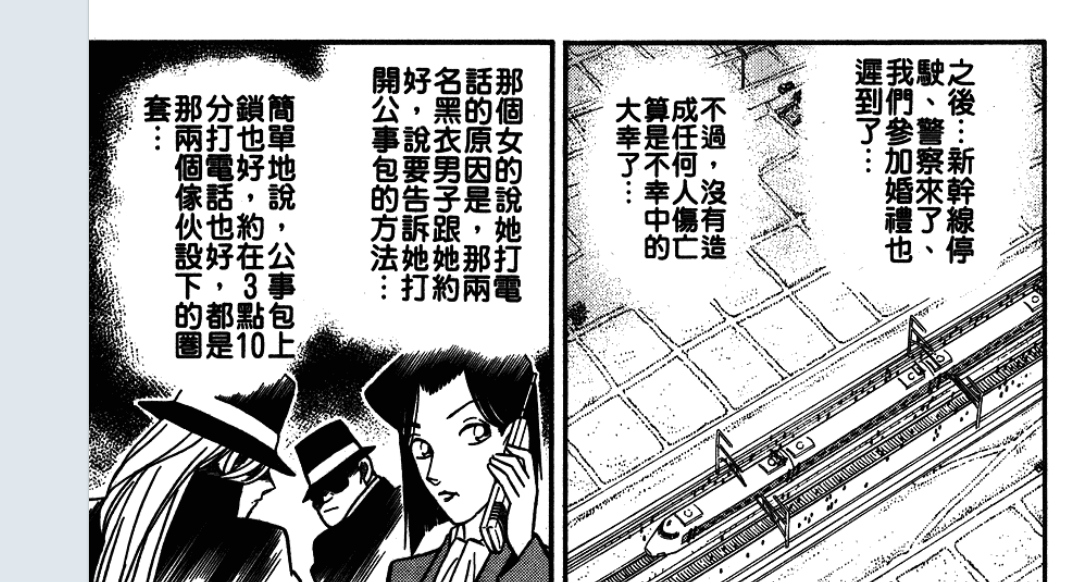 之後…新幹線停
駛、警察來了、
我們參加婚禮也
遲到了…
不過，沒有造
成任何人傷亡
算是不幸中的
大幸了…
那個女的說她打電
話的原因是，那兩
名黑衣男子跟她約
好，說要告訴她打
開公事包的方法…
簡單地說，公事包上
鎖也好，約在3點10
分打電話也好，都是
那兩個傢伙設下的圈
套…